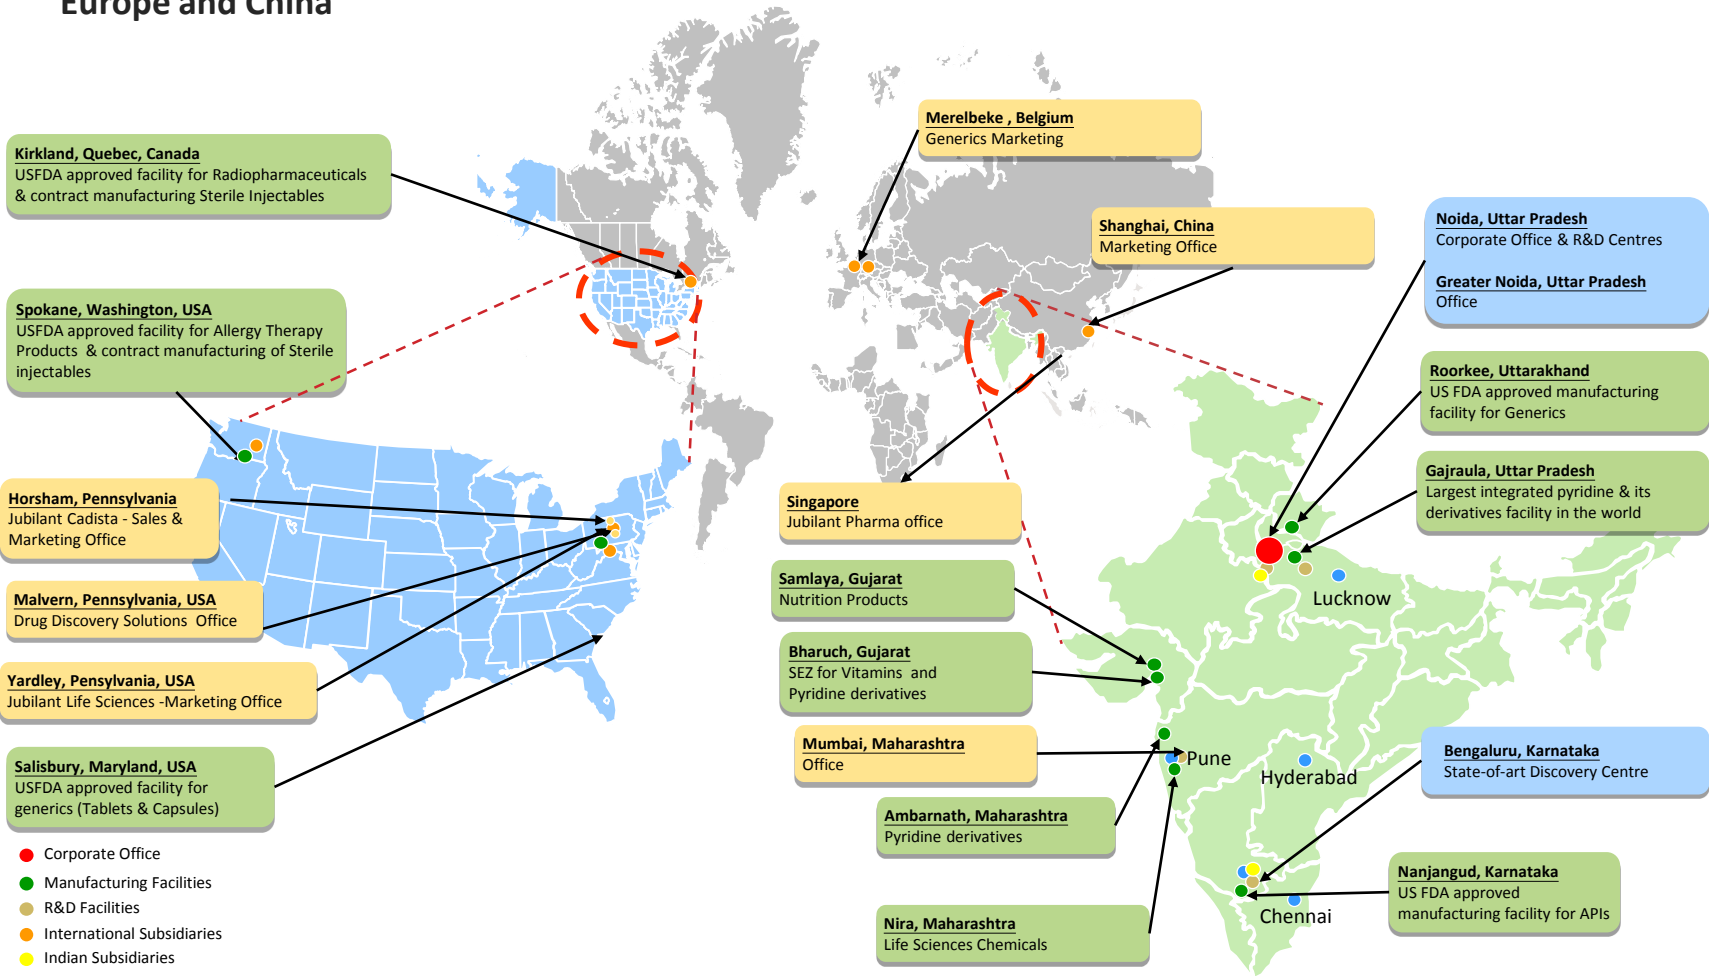 Europe and China
Kirkland, Quebec, Canada
USFDA approved facility for Radiopharmaceuticals
& contract manufacturing Sterile Injectables
Spokane, Washington, USA
USFDA approved facility for Allergy Therapy
Products & contract manufacturing of Sterile
injectables
Horsham, Pennsylvania
Jubilant Cadista - Sales &
Marketing Office
Malvern, Pennsylvania, USA
Drug Discovery Solutions Office
Yardley, Pensylvania, USA
Jubilant Life Sciences -Marketing Office
Salisbury, Maryland, USA
USFDA approved facility for
generics (Tablets & Capsules)
Corporate Office
Manufacturing Facilities
R&D Facilities
International Subsidiaries
Indian Subsidiaries
Merelbeke , Belgium
Generics Marketing
Shanghai, China
Marketing Office
Singapore
Jubilant Pharma office
Samlaya, Gujarat
Nutrition Products
Bharuch, Gujarat
SEZ for Vitamins and
Pyridine derivatives
Mumbai, Maharashtra
Office
Ambarnath, Maharashtra
Pyridine derivatives
Nira, Maharashtra
Life Sciences Chemicals
Noida, Uttar Pradesh
Corporate Office & R&D Centres
Greater Noida, Uttar Pradesh
Office
Roorkee, Uttarakhand
US FDA approved manufacturing
facility for Generics
Gajraula, Uttar Pradesh
Largest integrated pyridine & its
derivatives facility in the world
Lucknow
Pune
Hyderabad
Chennai
Bengaluru, Karnataka
State-of-art Discovery Centre
Nanjangud, Karnataka
US FDA approved
manufacturing facility for APIs